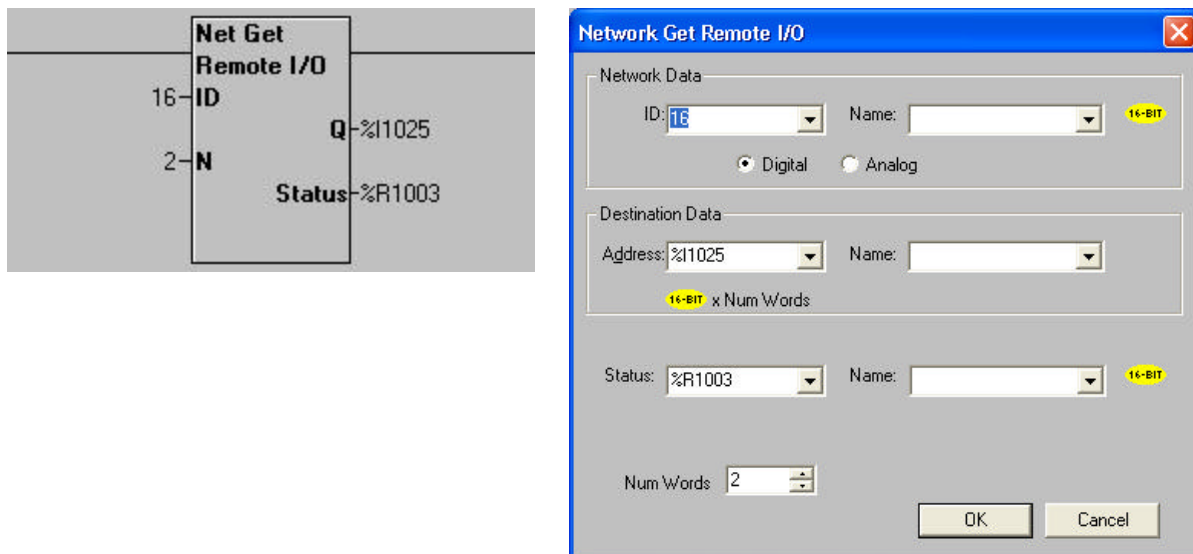 Net Get
Remote I/O
16 ID
Q %I1025
2 N
Status %R1003
Network Get Remote I/O
Network Data
ID: 16 Name: 16-BIT
Digital Analog
Destination Data
Address: %I1025 Name:
16-BIT x Num Words
Status: %R1003 Name: 16-BIT
Num Words 2
OK Cancel